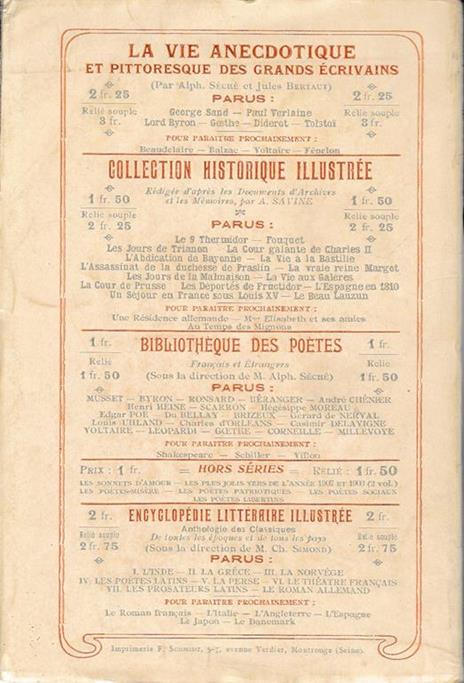 LA VIE ANECDOTIQUE
ET PITTORESQUE DES GRANDS ÉCRIVAINS
(Par Alph. SÉCHÉ et Jules BERTAUT)
2 fr. 25
PARUS :
2 fr. 25
Relié souple
George Sand — Paul Verlaine
Relié souple
3 fr.
Lord Byron — Gœthe — Diderot — Tolstoï
3 fr.
POUR PARAITRE PROCHAINEMENT :
Beaudelaire — Balzac — Voltaire — Fénelon
COLLECTION HISTORIQUE ILLUSTRÉE
Rédigée d'après les Documents d'Archives
1 fr. 50
et les Mémoires, par A. SAVINE
1 fr. 50
Relié souple
Relié souple
2 fr. 25
PARUS :
2 fr. 25
Le 9 Thermidor — Fouquet
Les Jours de Trianon — La Cour galante de Charles II
L'Abdication de Bayonne — La Vie à la Bastille
L'Assassinat de la duchesse de Praslin — La vraie reine Margot
Les Jours de la Malmaison — La Vie aux Galères
La Cour de Prusse — Les Déportés de Fructidor — L'Espagne en 1810
Un Séjour en France sous Louis XV — Le Beau Lauzun
POUR PARAITRE PROCHAINEMENT :
Une Résidence allemande — Mme Elisabeth et ses amies
Au Temps des Mignons
1 fr.
BIBLIOTHÈQUE DES POÈTES
1 fr.
Relié
Français et Étrangers
Relié
1 fr. 50
(Sous la direction de M. Alph. SÉCHÉ)
1 fr. 50
PARUS :
MUSSET — BYRON — RONSARD — BÉRANGER — André CHÉNIER
Henri HEINE — SCARRON — Hégésippe MOREAU
Edgar POE — Du BELLAY — BRIZEUX — Gérard de NERVAL
Louis UHLAND — Charles d'ORLÉANS — Casimir DELAVIGNE
VOLTAIRE — LEOPARDI — GŒTHE — CORNEILLE — MILLEVOYE
POUR PARAITRE PROCHAINEMENT :
Shakespeare — Schiller — Villon
PRIX : 1 fr. = HORS SÉRIES = RELIÉ : 1 fr. 50
LES SONNETS D'AMOUR — LES PLUS JOLIS VERS DE L'ANNÉE 1907 ET 1908 (2 vol.)
LES POÈTES-MISÈRE — LES POÈTES PATRIOTIQUES — LES POÈTES SOCIAUX
LES POÈTES LIBERTINS
2 fr.
ENCYCLOPÉDIE LITTÉRAIRE ILLUSTRÉE
2 fr.
Anthologie des Classiques
Relié souple
De toutes les époques et de tous les pays
Relié souple
2 fr. 75
(Sous la direction de M. Ch. SIMOND)
2 fr. 75
PARUS :
I. L'INDE — II. LA GRÈCE — III. LA NORVÈGE
IV. LES POÈTES LATINS — V. LA PERSE — VI. LE THÉATRE FRANÇAIS
VII. LES PROSATEURS LATINS — LE ROMAN ALLEMAND
POUR PARAITRE PROCHAINEMENT :
Le Roman français — L'Italie — L'Angleterre — L'Espagne
Le Japon — Le Danemark
Imprimerie F. SCHMIDT, 5-7, avenue Verdier, Montrouge (Seine).